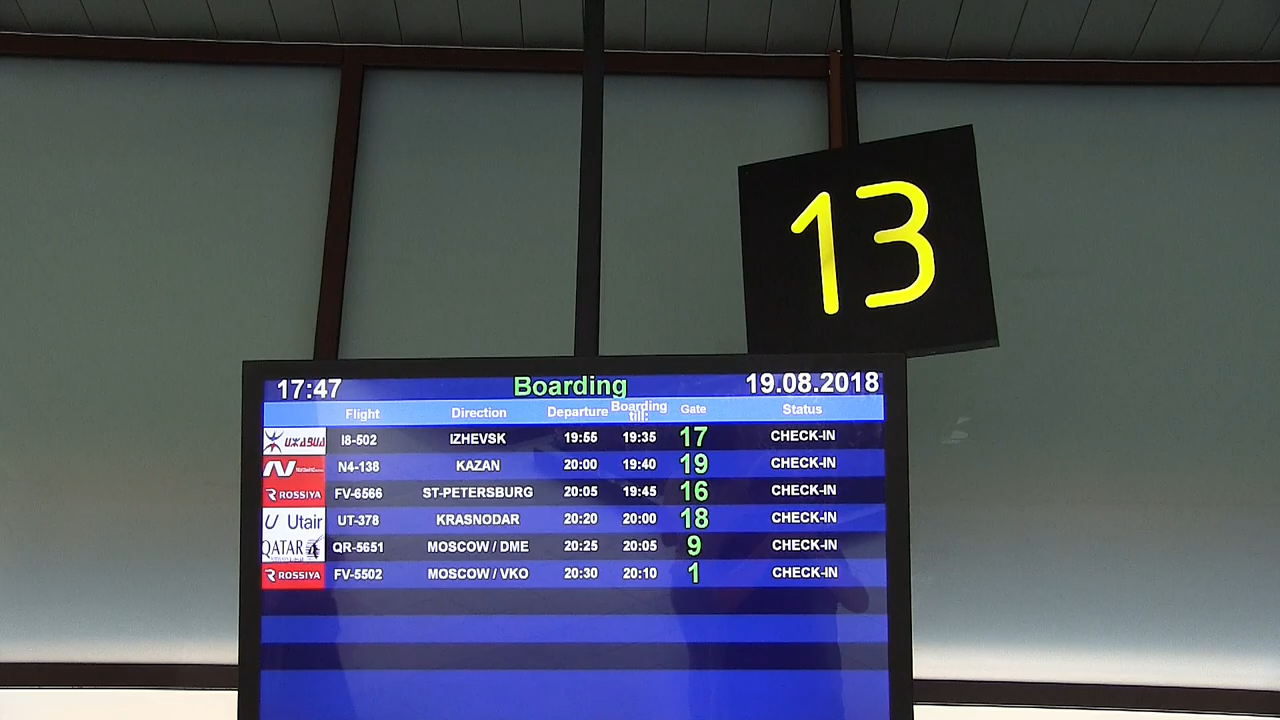 13
17:47 Boarding 19.08.2018
Flight Direction Departure Boarding till: Gate Status
ИЖАВИА I8-502 IZHEVSK 19:55 19:35 17 CHECK-IN
N4-138 KAZAN 20:00 19:40 19 CHECK-IN
ROSSIYA FV-6566 ST-PETERSBURG 20:05 19:45 16 CHECK-IN
Utair UT-378 KRASNODAR 20:20 20:00 18 CHECK-IN
QATAR QR-5651 MOSCOW / DME 20:25 20:05 9 CHECK-IN
ROSSIYA FV-5502 MOSCOW / VKO 20:30 20:10 1 CHECK-IN